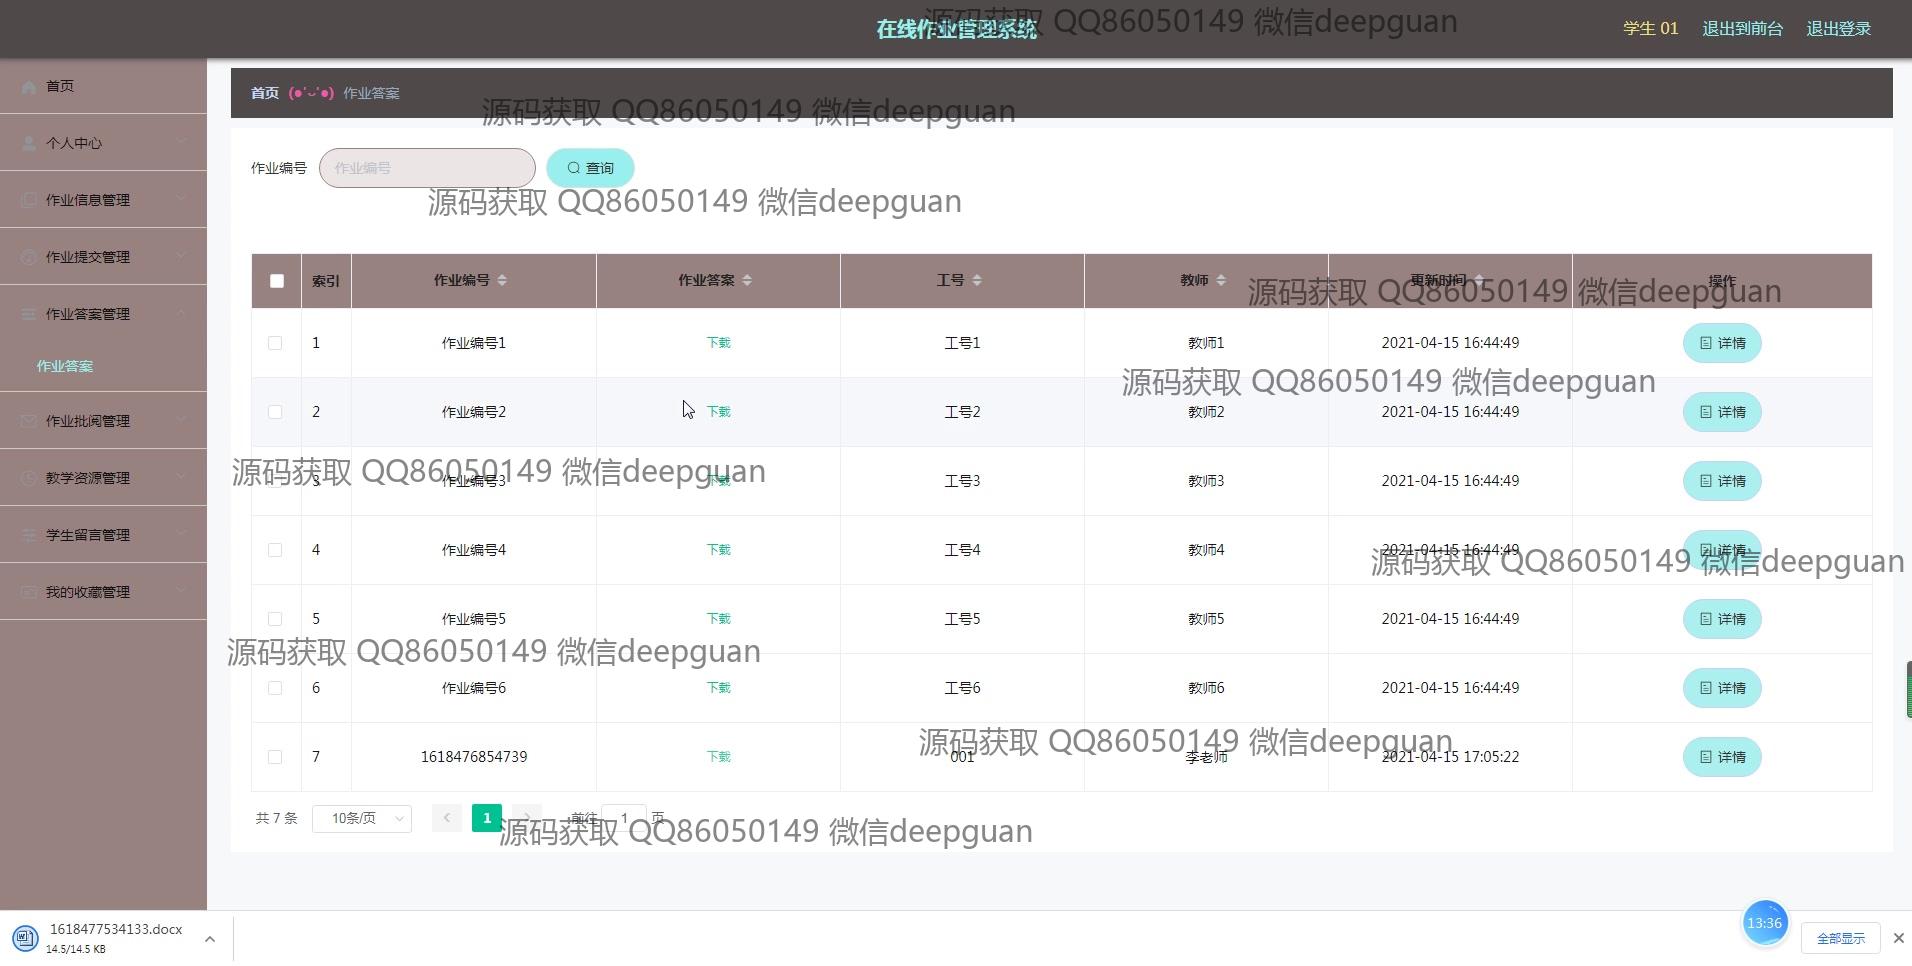 在线作业管理系统
源码获取 QQ86050149 微信deepguan
学生 01 退出到前台 退出登录
首页
个人中心
作业信息管理
作业提交管理
作业答案管理
作业答案
作业批阅管理
教学资源管理
学生留言管理
我的收藏管理
首页 (●'◡'●) 作业答案
源码获取 QQ86050149 微信deepguan
作业编号 作业编号 查询
源码获取 QQ86050149 微信deepguan
索引 作业编号 作业答案 工号 教师 更新时间 操作
源码获取 QQ86050149 微信deepguan
1 作业编号1 下载 工号1 教师1 2021-04-15 16:44:49 详情
源码获取 QQ86050149 微信deepguan
2 作业编号2 下载 工号2 教师2 2021-04-15 16:44:49 详情
源码获取 QQ86050149 微信deepguan
3 作业编号3 下载 工号3 教师3 2021-04-15 16:44:49 详情
4 作业编号4 下载 工号4 教师4 2021-04-15 16:44:49 详情
源码获取 QQ86050149 微信deepguan
5 作业编号5 下载 工号5 教师5 2021-04-15 16:44:49 详情
源码获取 QQ86050149 微信deepguan
6 作业编号6 下载 工号6 教师6 2021-04-15 16:44:49 详情
源码获取 QQ86050149 微信deepguan
7 1618476854739 下载 001 李老师 2021-04-15 17:05:22 详情
共 7 条 10条/页 1 前往 1 页
源码获取 QQ86050149 微信deepguan
1618477534133.docx
14.5/14.5 KB
13:36
全部显示